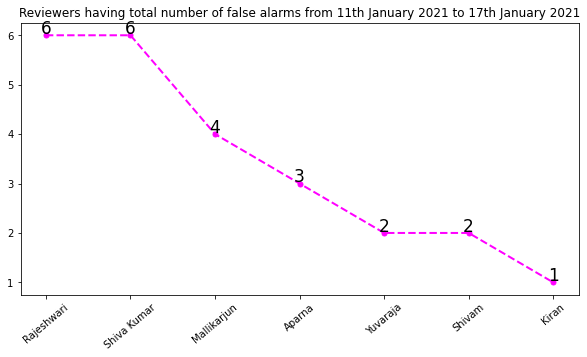 Reviewers having total number of false alarms from 11th January 2021 to 17th January 2021
6
5
4
3
2
1
6
6
4
3
2
2
1
Rajeshwari
Shiva Kumar
Mallikarjun
Aparna
Yuvaraja
Shivam
Kiran